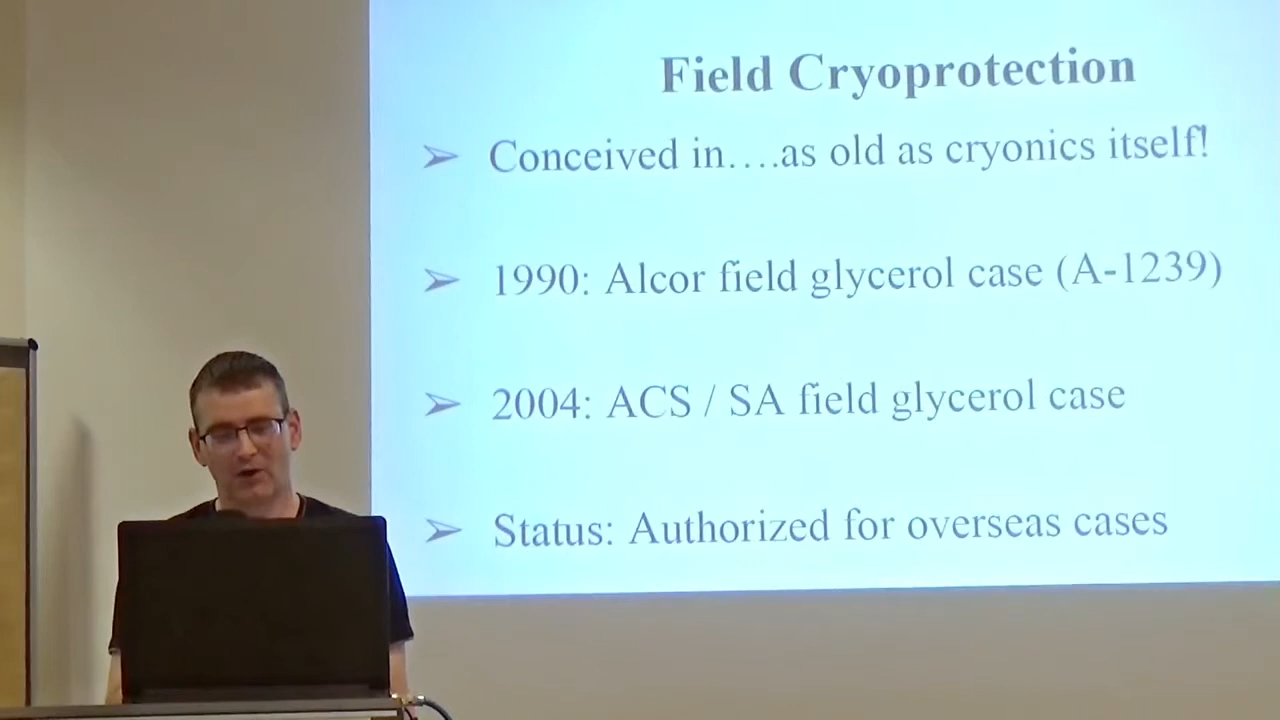 Field Cryoprotection
➢ Conceived in….as old as cryonics itself!
➢ 1990: Alcor field glycerol case (A-1239)
➢ 2004: ACS / SA field glycerol case
➢ Status: Authorized for overseas cases